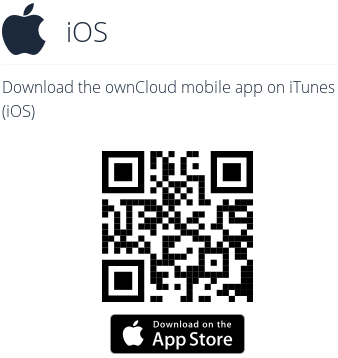 iOS
Download the ownCloud mobile app on iTunes
(iOS)
Download on the
App Store